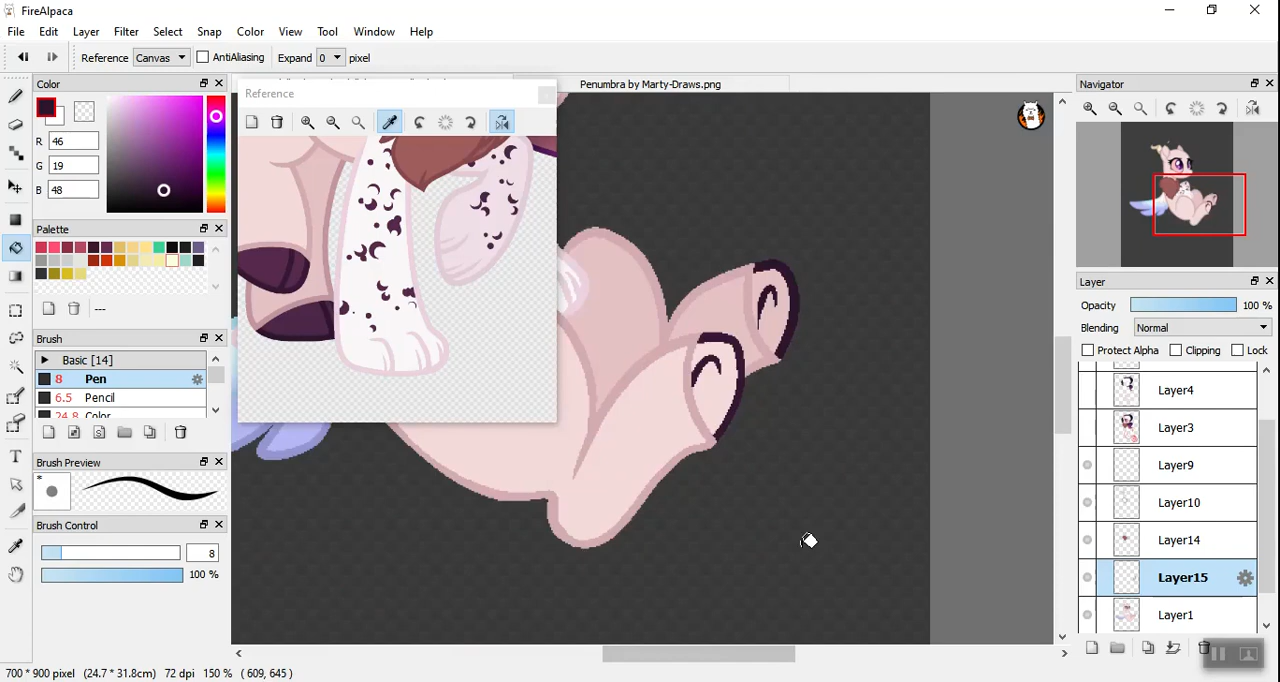 FireAlpaca
File Edit Layer Filter Select Snap Color View Tool Window Help
Reference Canvas AntiAliasing Expand 0 pixel
Color
R 46
G 19
B 48
Palette
---
Brush
Basic [14]
8 Pen
6.5 Pencil
24.8 Color
Brush Preview
*
Brush Control
8
100 %
Reference
Penumbra by Marty-Draws.png
Navigator
Layer
Opacity 100 %
Blending Normal
Protect Alpha Clipping Lock
Layer4
Layer3
Layer9
Layer10
Layer14
Layer15
Layer1
700 * 900 pixel (24.7 * 31.8cm) 72 dpi 150 % ( 609, 645 )